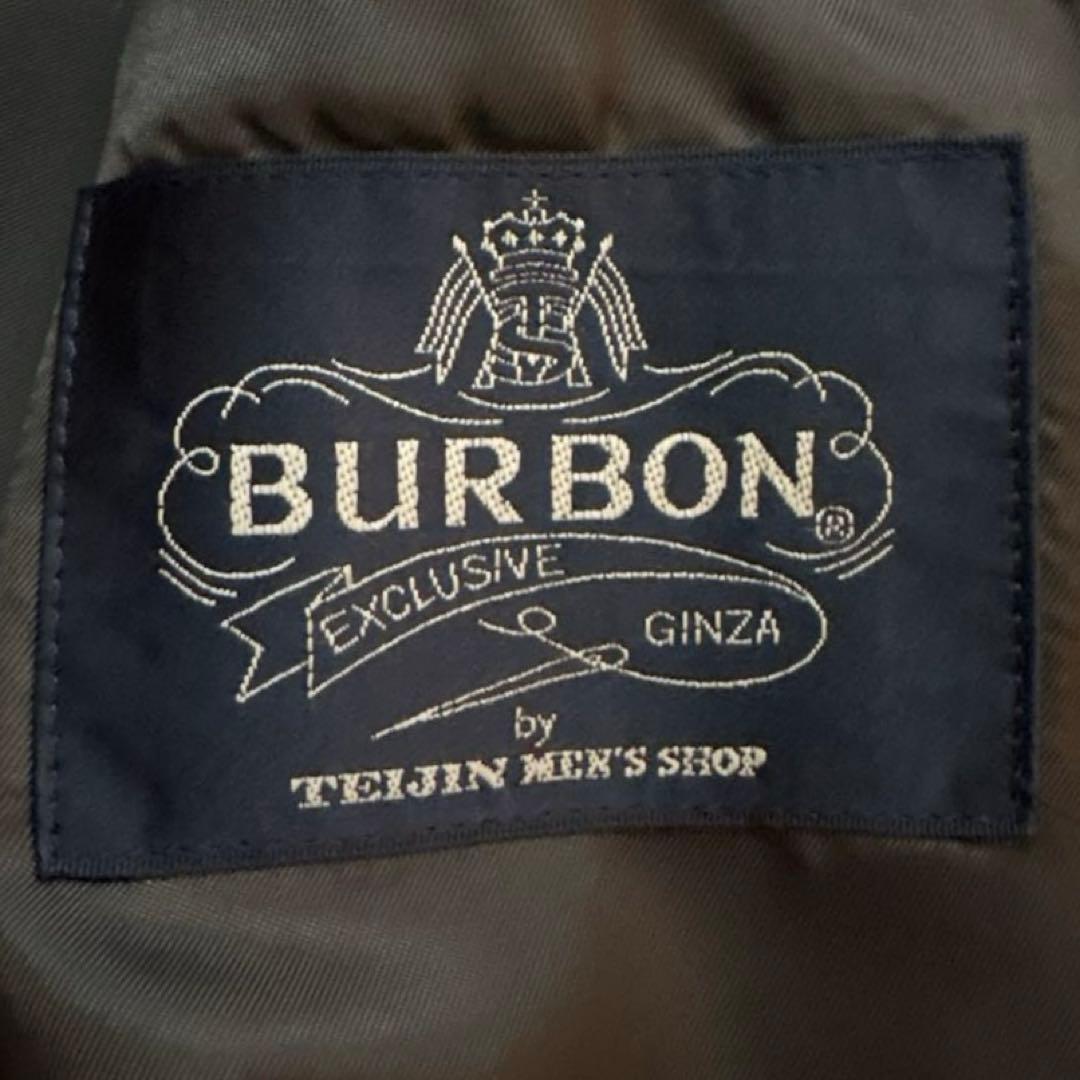 BURBON®
EXCLUSIVE
GINZA
by
TEIJIN MEN'S SHOP